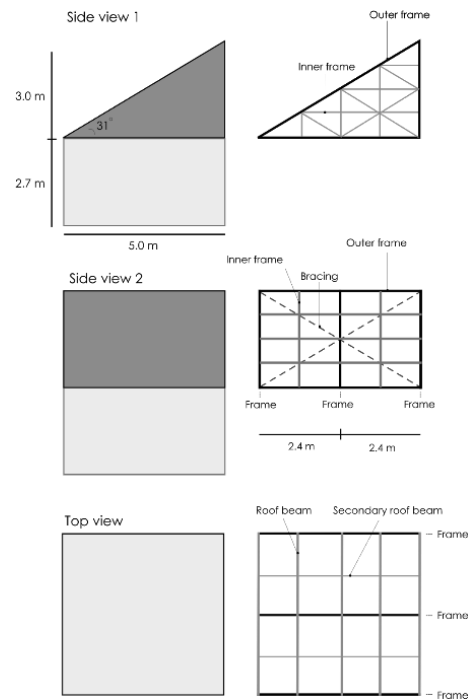 Side view 1
Outer frame
Inner frame
3.0 m
31°
2.7 m
5.0 m
Side view 2
Outer frame
Inner frame
Bracing
Frame
Frame
Frame
2.4 m
2.4 m
Top view
Roof beam
Secondary roof beam
Frame
Frame
Frame